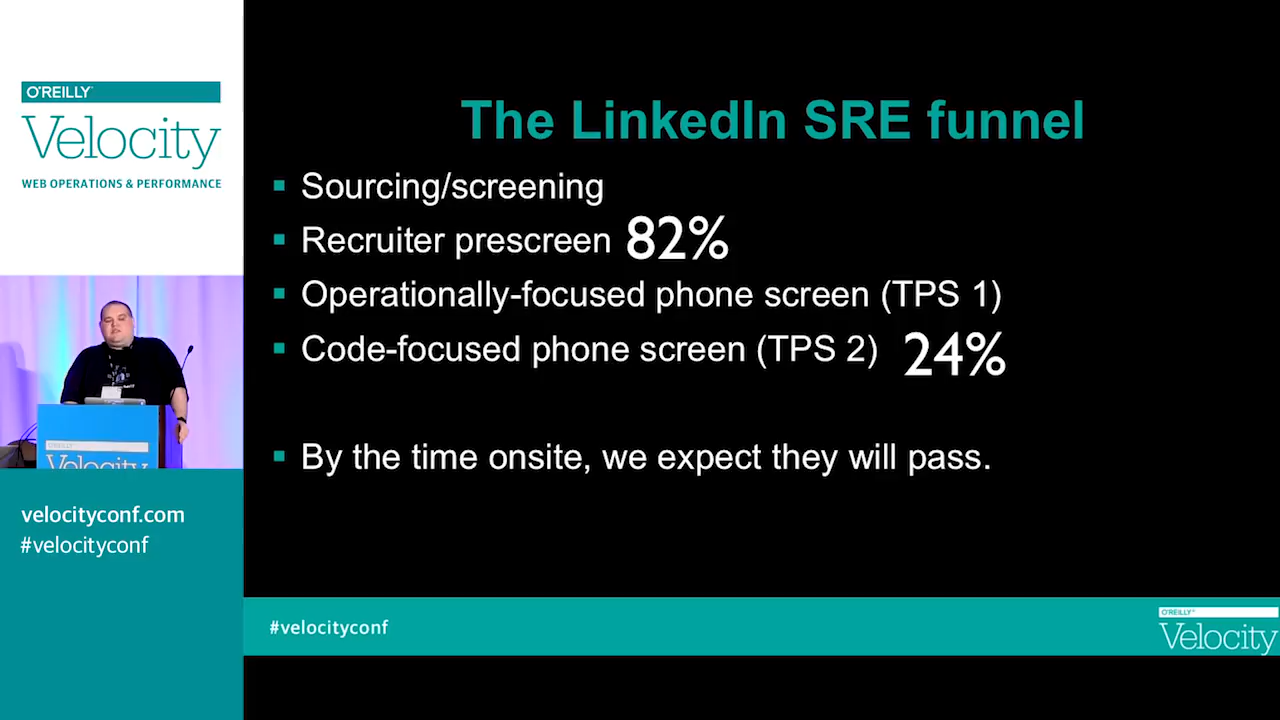 O'REILLY
Velocity
WEB OPERATIONS & PERFORMANCE
The LinkedIn SRE funnel
Sourcing/screening
Recruiter prescreen 82%
Operationally-focused phone screen (TPS 1)
Code-focused phone screen (TPS 2) 24%
By the time onsite, we expect they will pass.
O'REILLY
Velocity
velocityconf.com
#velocityconf
#velocityconf
O'REILLY
Velocity